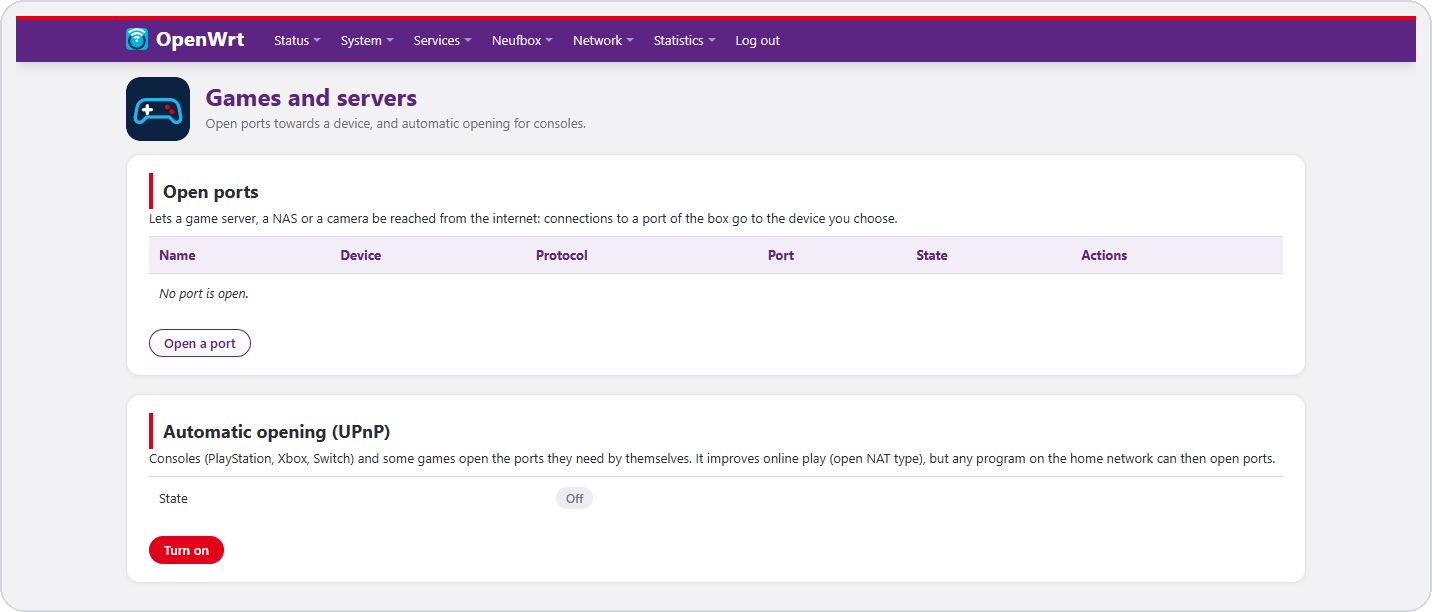 OpenWrt Status System Services Neufbox Network Statistics Log out
Games and servers
Open ports towards a device, and automatic opening for consoles.
Open ports
Lets a game server, a NAS or a camera be reached from the internet: connections to a port of the box go to the device you choose.
Name Device Protocol Port State Actions
No port is open.
Open a port
Automatic opening (UPnP)
Consoles (PlayStation, Xbox, Switch) and some games open the ports they need by themselves. It improves online play (open NAT type), but any program on the home network can then open ports.
State Off
Turn on